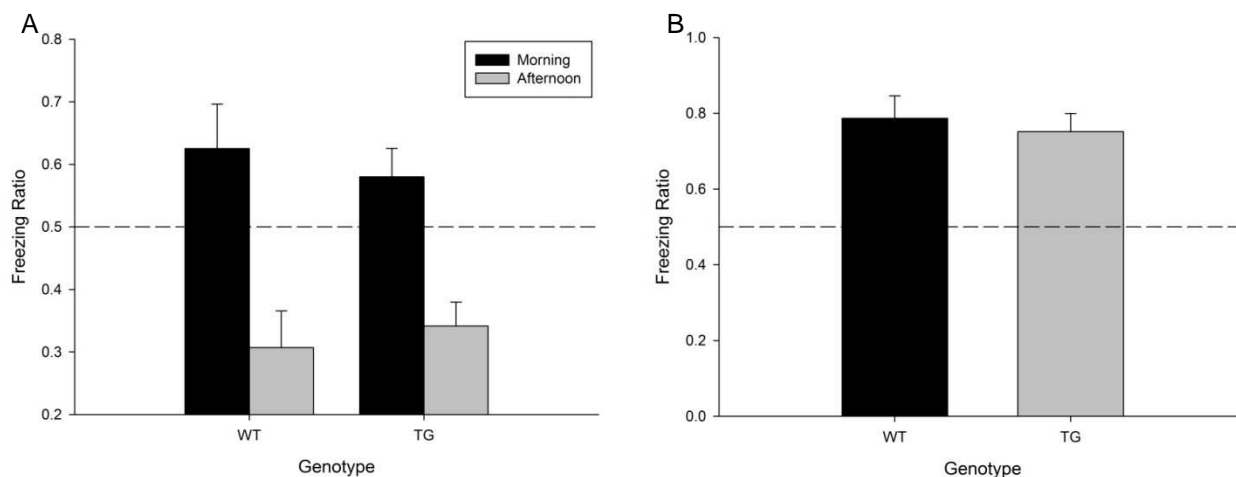 A
0.8
0.7
0.6
0.5
0.4
0.3
0.2
Freezing Ratio
Morning
Afternoon
WT
TG
Genotype
B
1.0
0.8
0.6
0.4
0.2
0.0
Freezing Ratio
WT
TG
Genotype